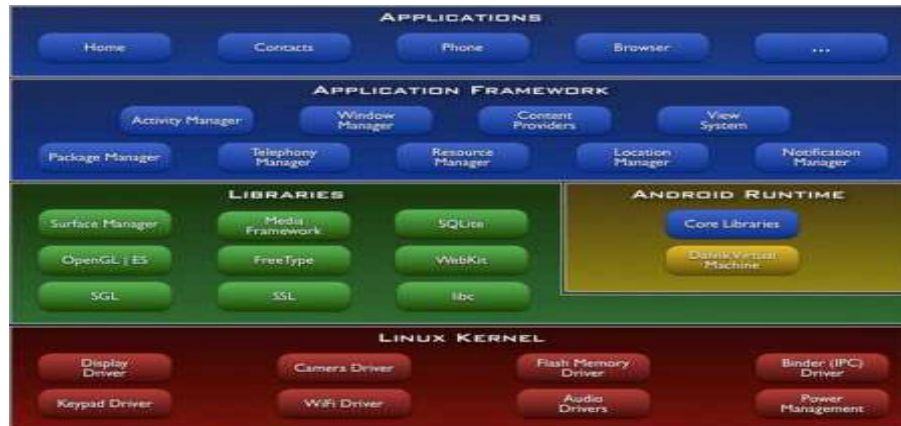 APPLICATIONS
Home Contacts Phone Browser ...
APPLICATION FRAMEWORK
Activity Manager Window Manager Content Providers View System
Package Manager Telephony Manager Resource Manager Location Manager Notification Manager
LIBRARIES
Surface Manager Media Framework SQLite
OpenGL | ES FreeType WebKit
SGL SSL libc
ANDROID RUNTIME
Core Libraries
Dalvik Virtual Machine
LINUX KERNEL
Display Driver Camera Driver Flash Memory Driver Binder (IPC) Driver
Keypad Driver WiFi Driver Audio Drivers Power Management